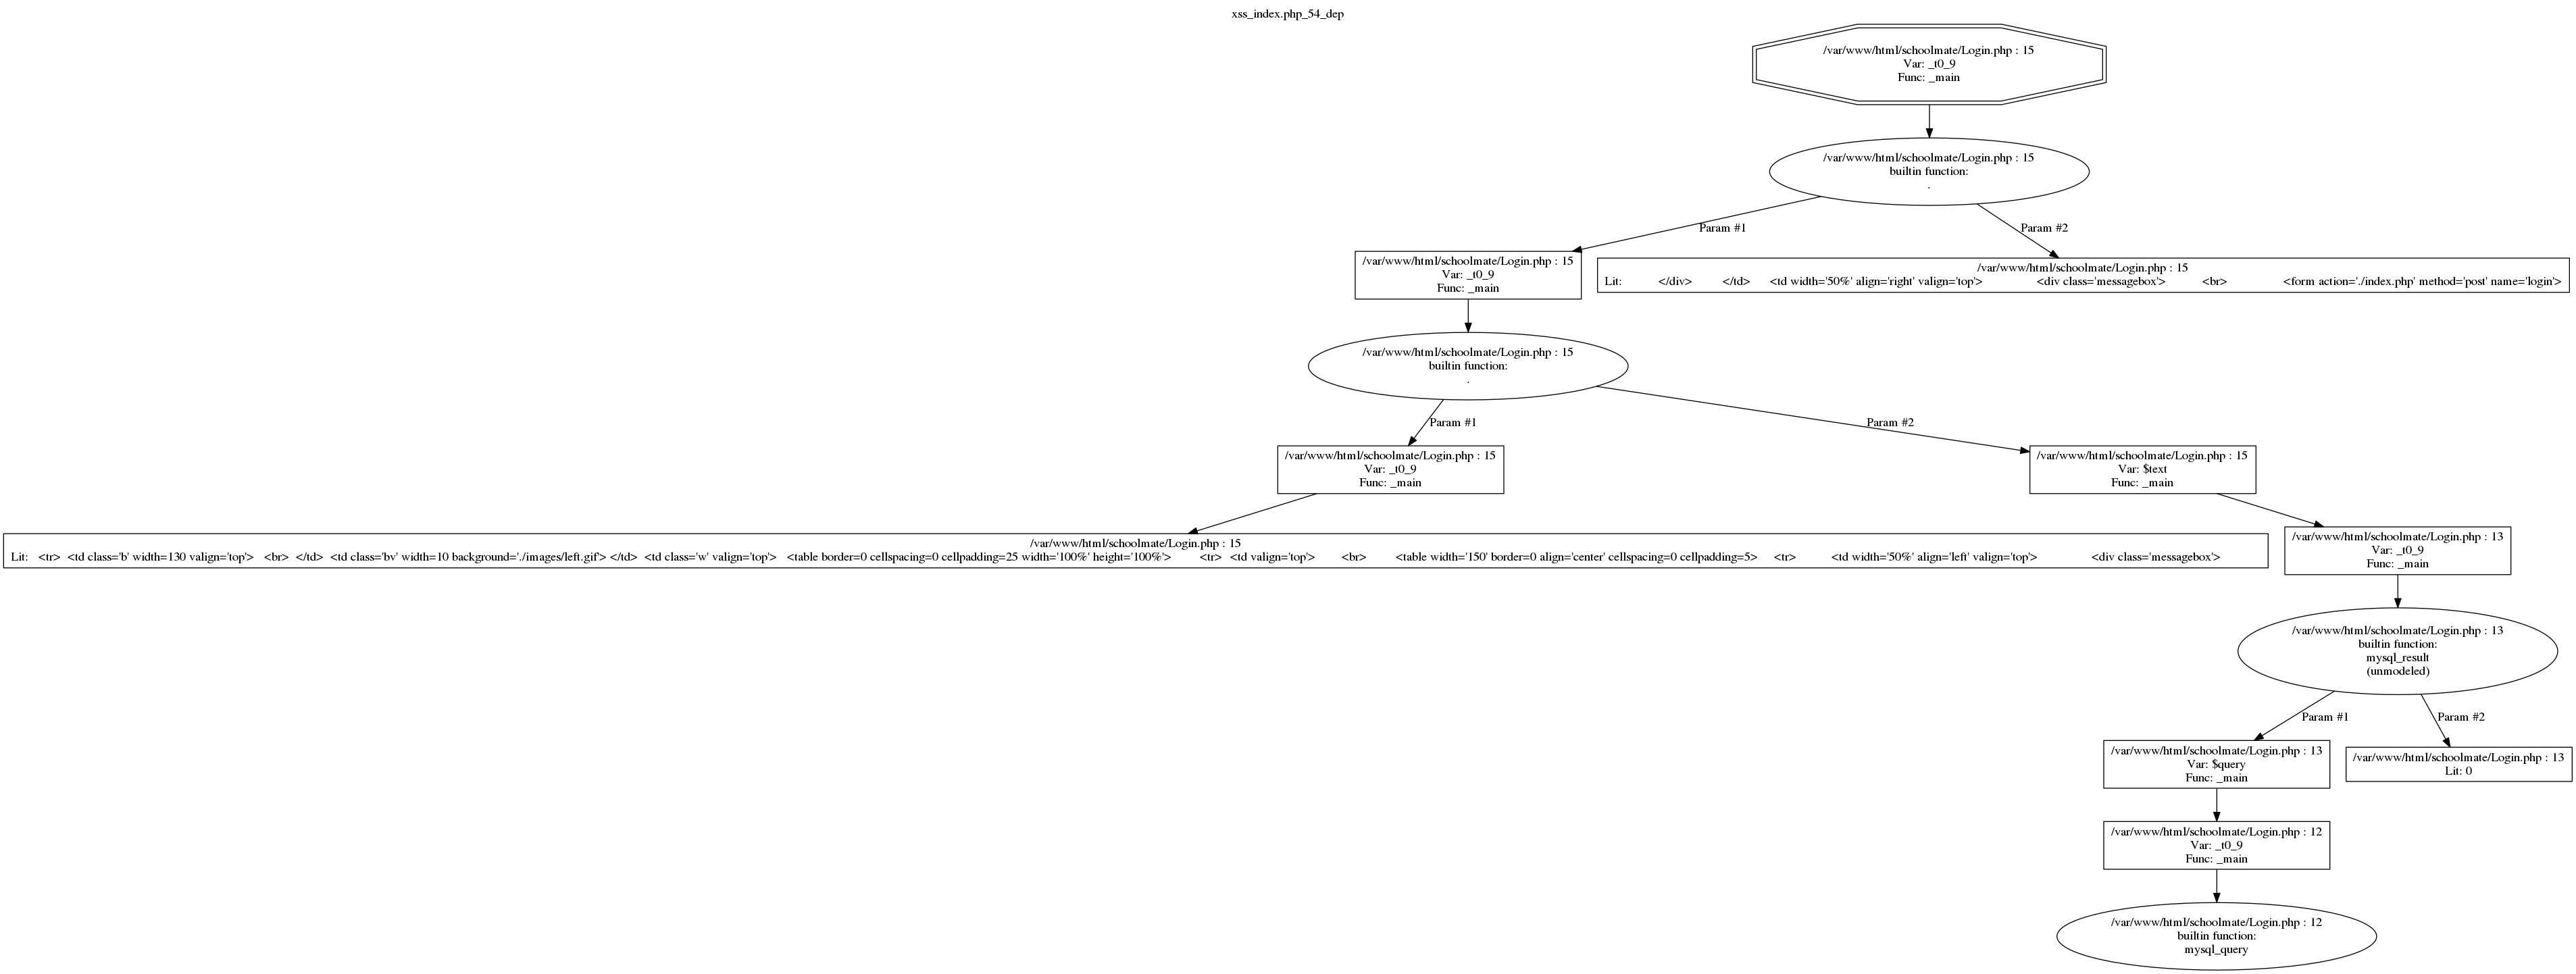 xss_index.php_54_dep
/var/www/html/schoolmate/Login.php : 15
Var: _t0_9
Func: _main
/var/www/html/schoolmate/Login.php : 15
builtin function:
.
Param #1
Param #2
/var/www/html/schoolmate/Login.php : 15
Var: _t0_9
Func: _main
/var/www/html/schoolmate/Login.php : 15
Lit: </div> </td> <td width='50%' align='right' valign='top'> <div class='messagebox'> <br> <form action='./index.php' method='post' name='login'>
/var/www/html/schoolmate/Login.php : 15
builtin function:
.
Param #1
Param #2
/var/www/html/schoolmate/Login.php : 15
Var: _t0_9
Func: _main
/var/www/html/schoolmate/Login.php : 15
Var: $text
Func: _main
/var/www/html/schoolmate/Login.php : 15
Lit: <tr> <td class='b' width=130 valign='top'> <br> </td> <td class='bv' width=10 background='./images/left.gif'> </td> <td class='w' valign='top'> <table border=0 cellspacing=0 cellpadding=25 width='100%' height='100%'> <tr> <td valign='top'> <br> <table width='150' border=0 align='center' cellspacing=0 cellpadding=5> <tr> <td width='50%' align='left' valign='top'> <div class='messagebox'>
/var/www/html/schoolmate/Login.php : 13
Var: _t0_9
Func: _main
/var/www/html/schoolmate/Login.php : 13
builtin function:
mysql_result
(unmodeled)
Param #1
Param #2
/var/www/html/schoolmate/Login.php : 13
Var: $query
Func: _main
/var/www/html/schoolmate/Login.php : 13
Lit: 0
/var/www/html/schoolmate/Login.php : 12
Var: _t0_9
Func: _main
/var/www/html/schoolmate/Login.php : 12
builtin function:
mysql_query